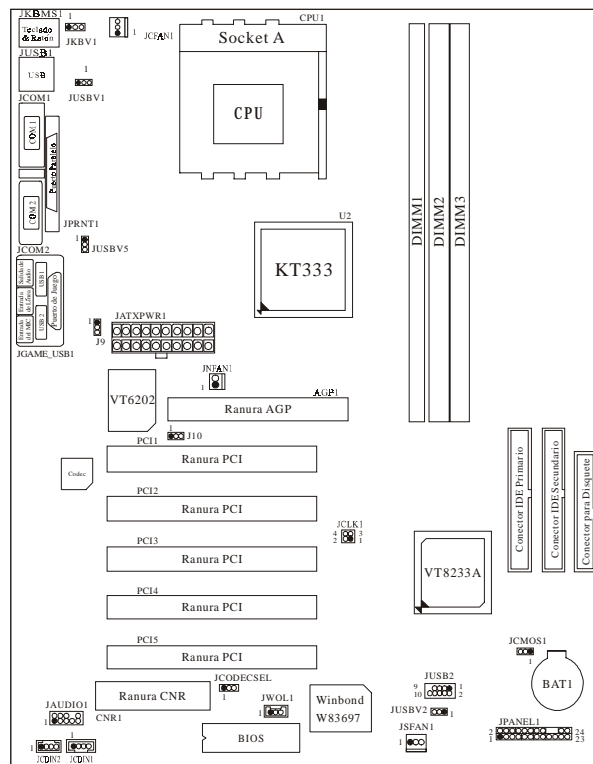 JKBMS1
Teclado
& Ratón
1
JKBV1
1
JCFAN1
CPU1
Socket A
CPU
JUSB1
USB
1
JUSBV1
JCOM1
COM1
Puerto Paralelo
COM2
JPRNT1
JCOM2
1
JUSBV5
U2
KT333
DIMM1
DIMM2
DIMM3
Salida de
Audio
Entrada
de Línea
Entrada
del MIC
USB1
USB2
Puerto de Juego
JGAME_USB1
1
J9
JATXPWR1
JNFAN1
1
AGP1
Ranura AGP
VT6202
1
J10
PCI1
Ranura PCI
Codec
PCI2
Ranura PCI
JCLK1
4
2
3
1
PCI3
Ranura PCI
PCI4
Ranura PCI
PCI5
Ranura PCI
Conector IDE Primario
Conector IDE Secundario
Conector para Disquete
VT8233A
JCMOS1
1
BAT1
JCODECSEL
1
Ranura CNR
CNR1
JWOL1
1
Winbond
W83697
JUSB2
9
10
1
2
JUSBV2
1
JAUDIO1
1
JCDIN2
1
JCDIN1
1
BIOS
JSFAN1
1
JPANEL1
2
1
24
23